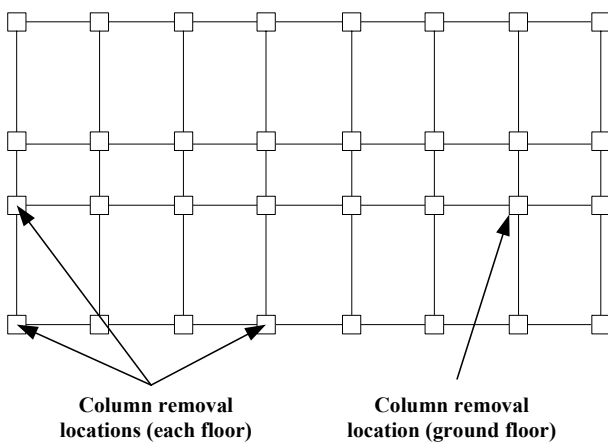 Column removal
locations (each floor)
Column removal
location (ground floor)